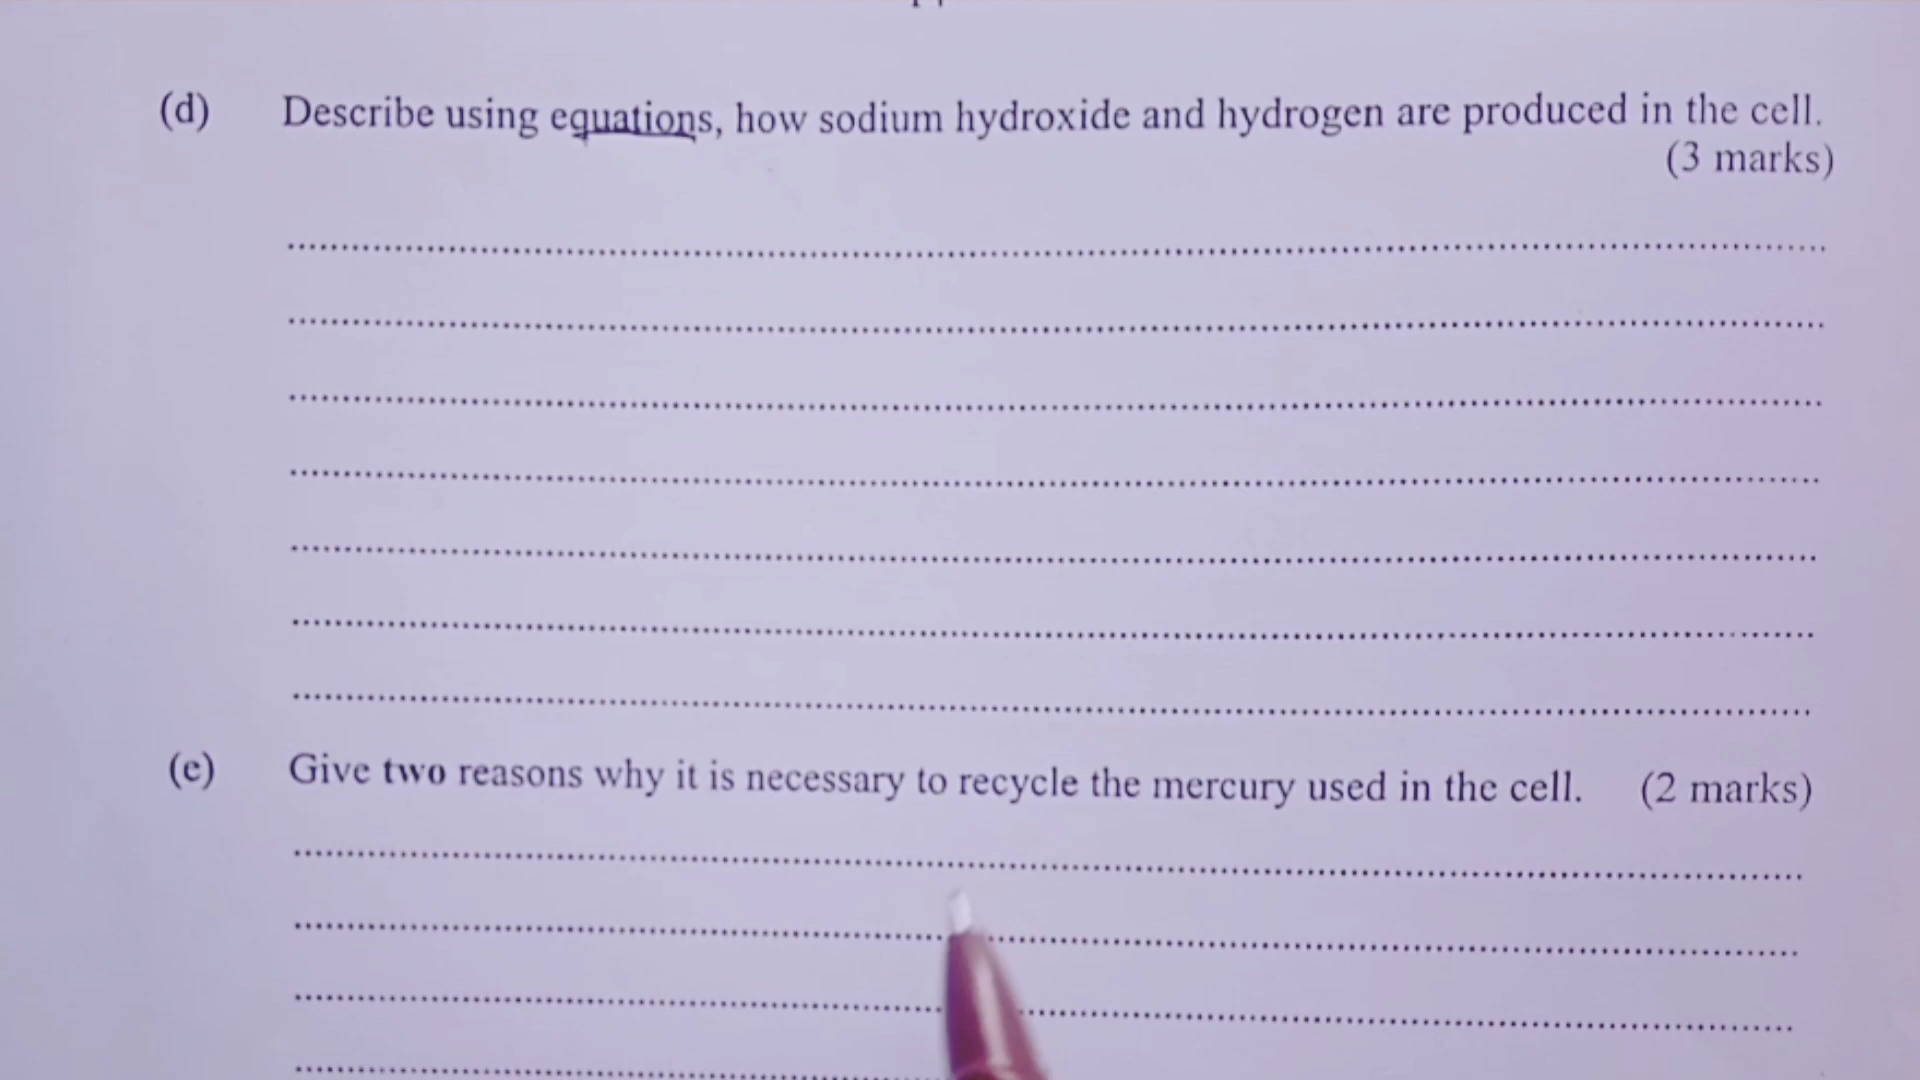 (d) Describe using equations, how sodium hydroxide and hydrogen are produced in the cell.
(3 marks)
(e) Give two reasons why it is necessary to recycle the mercury used in the cell. (2 marks)